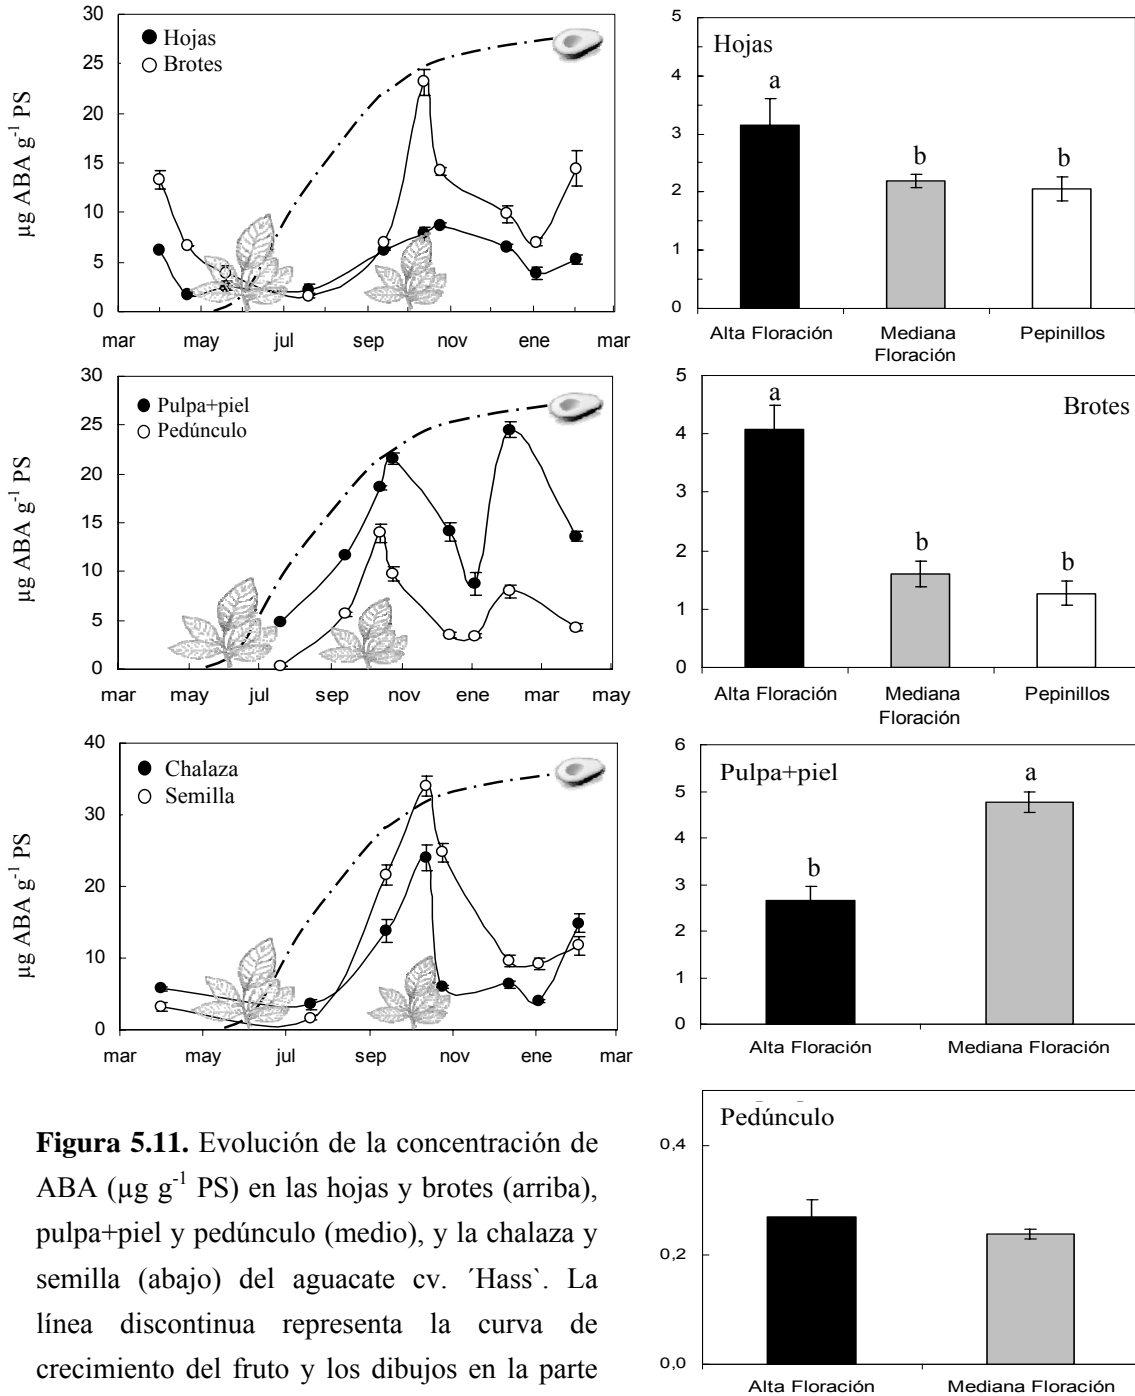 30
25
20
15
10
5
0
µg ABA g-1 PS
Hojas
Brotes
mar may jul sep nov ene mar
5
4
3
2
1
0
Hojas
a
b
b
Alta Floración Mediana Floración Pepinillos
30
25
20
15
10
5
0
µg ABA g-1 PS
Pulpa+piel
Pedúnculo
mar may jul sep nov ene mar may
5
4
3
2
1
0
Brotes
a
b
b
Alta Floración Mediana Floración Pepinillos
40
30
20
10
0
µg ABA g-1 PS
Chalaza
Semilla
mar may jul sep nov ene mar
6
5
4
3
2
1
0
Pulpa+piel
b
a
Alta Floración Mediana Floración
Figura 5.11. Evolución de la concentración de
ABA (µg g-1 PS) en las hojas y brotes (arriba),
pulpa+piel y pedúnculo (medio), y la chalaza y
semilla (abajo) del aguacate cv. ´Hass`. La
línea discontinua representa la curva de
crecimiento del fruto y los dibujos en la parte
0,4
0,2
0,0
Pedúnculo
Alta Floración Mediana Floración